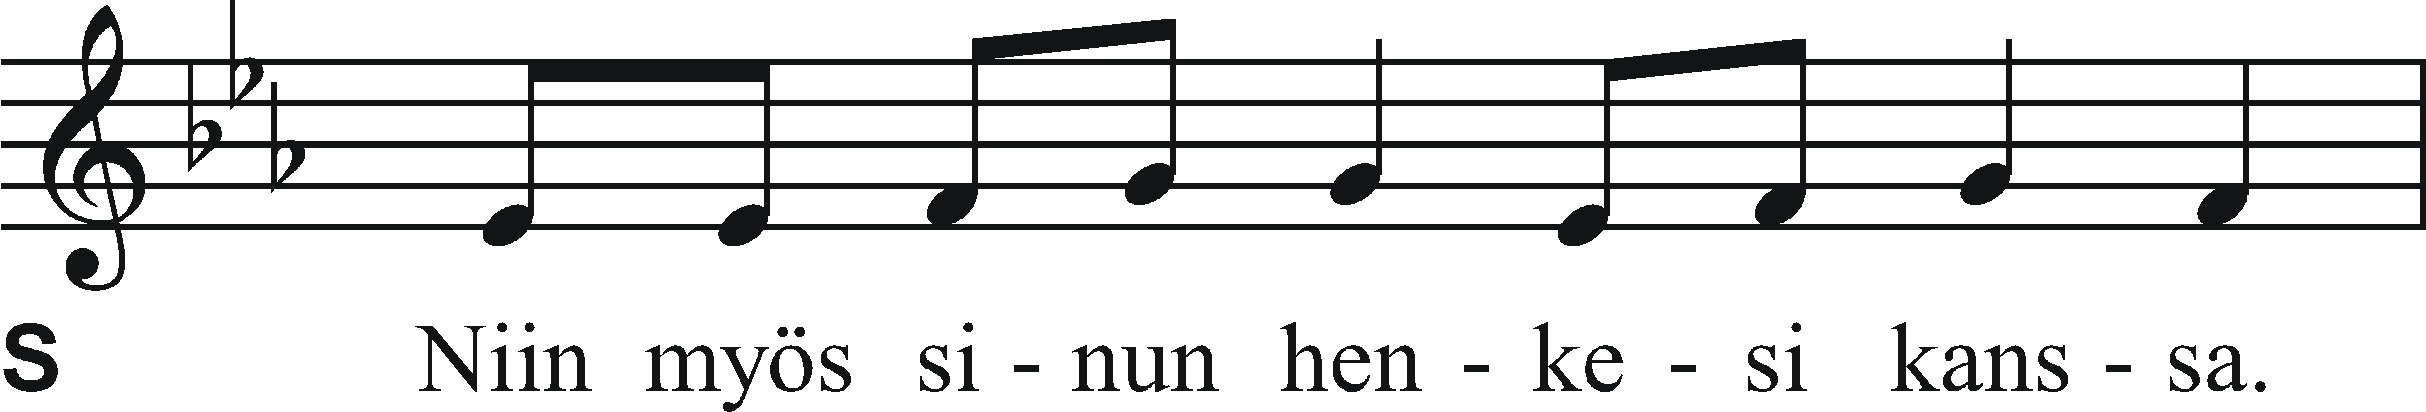 S Niin myös si - nun hen - ke - si kans - sa.